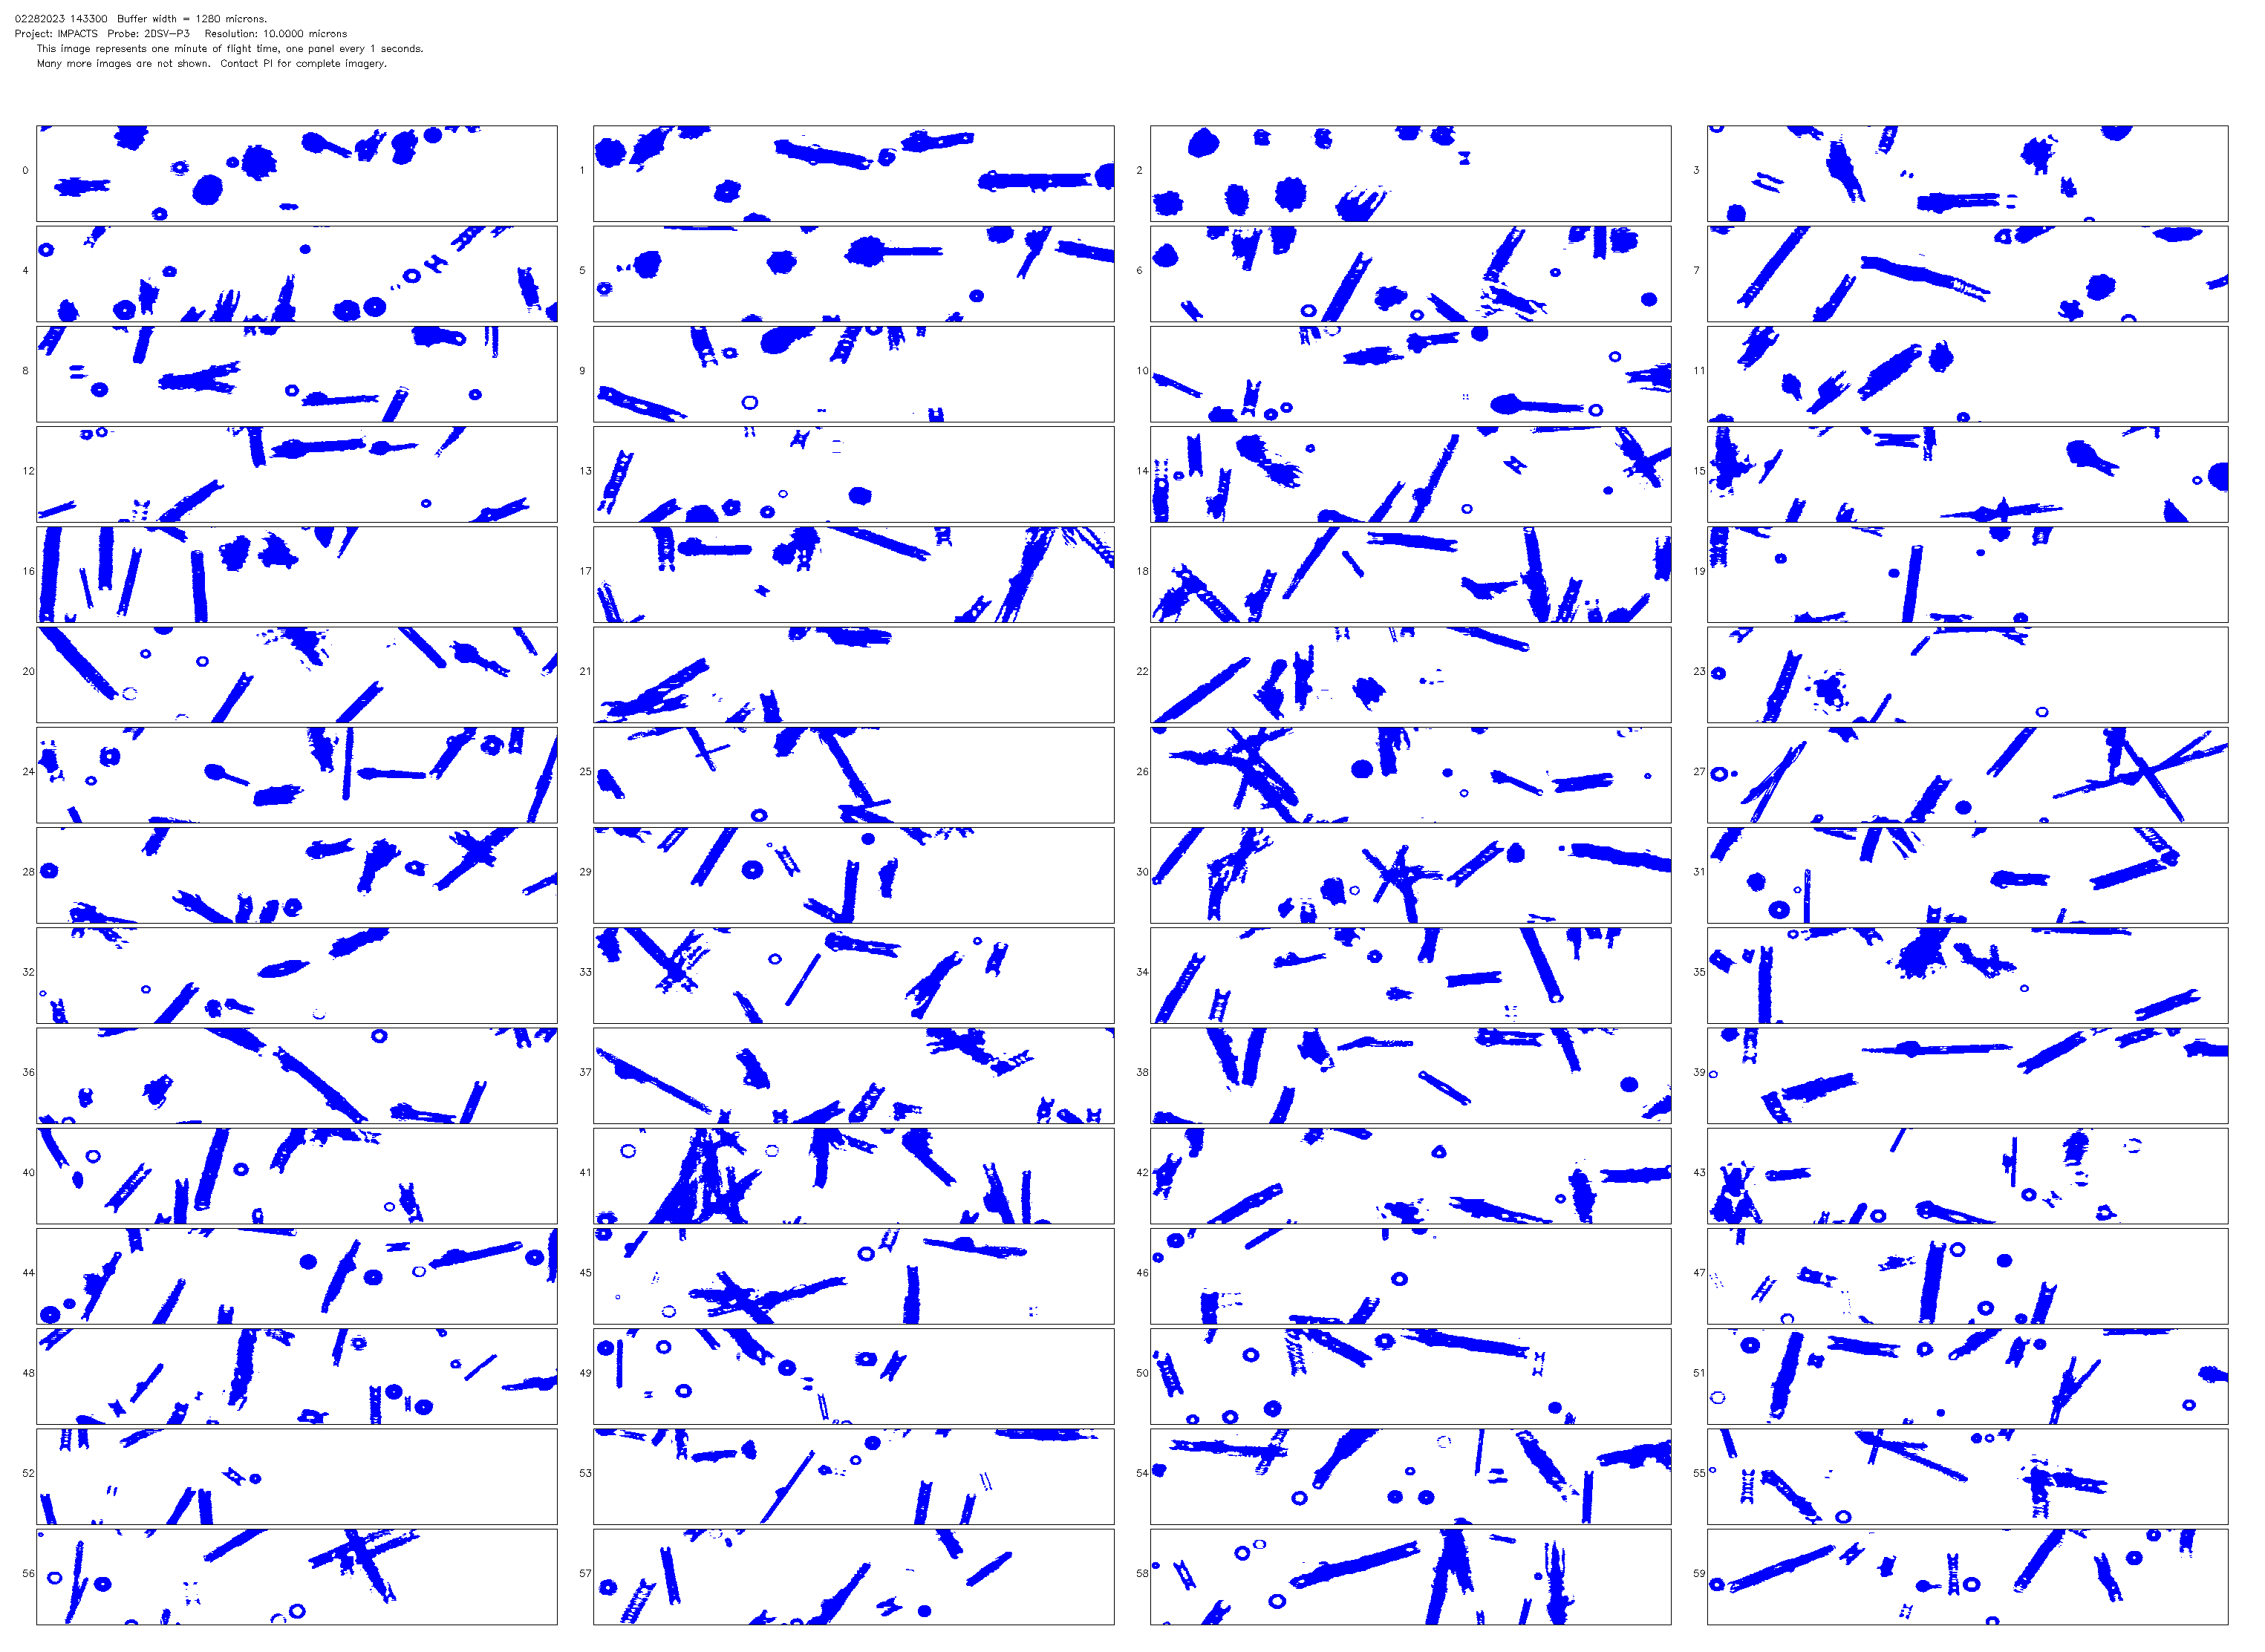 02282023 143300  Buffer width = 1280 microns.
Project: IMPACTS  Probe: 2DSV-P3  Resolution: 10.0000 microns
This image represents one minute of flight time, one panel every 1 seconds.
Many more images are not shown.  Contact PI for complete imagery.
0 1 2 3
4 5 6 7
8 9 10 11
12 13 14 15
16 17 18 19
20 21 22 23
24 25 26 27
28 29 30 31
32 33 34 35
36 37 38 39
40 41 42 43
44 45 46 47
48 49 50 51
52 53 54 55
56 57 58 59